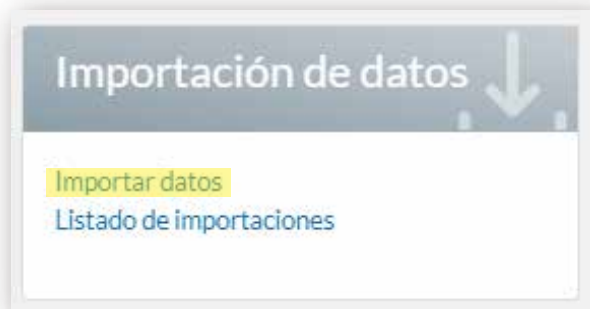 Importación de datos
Importar datos
Listado de importaciones